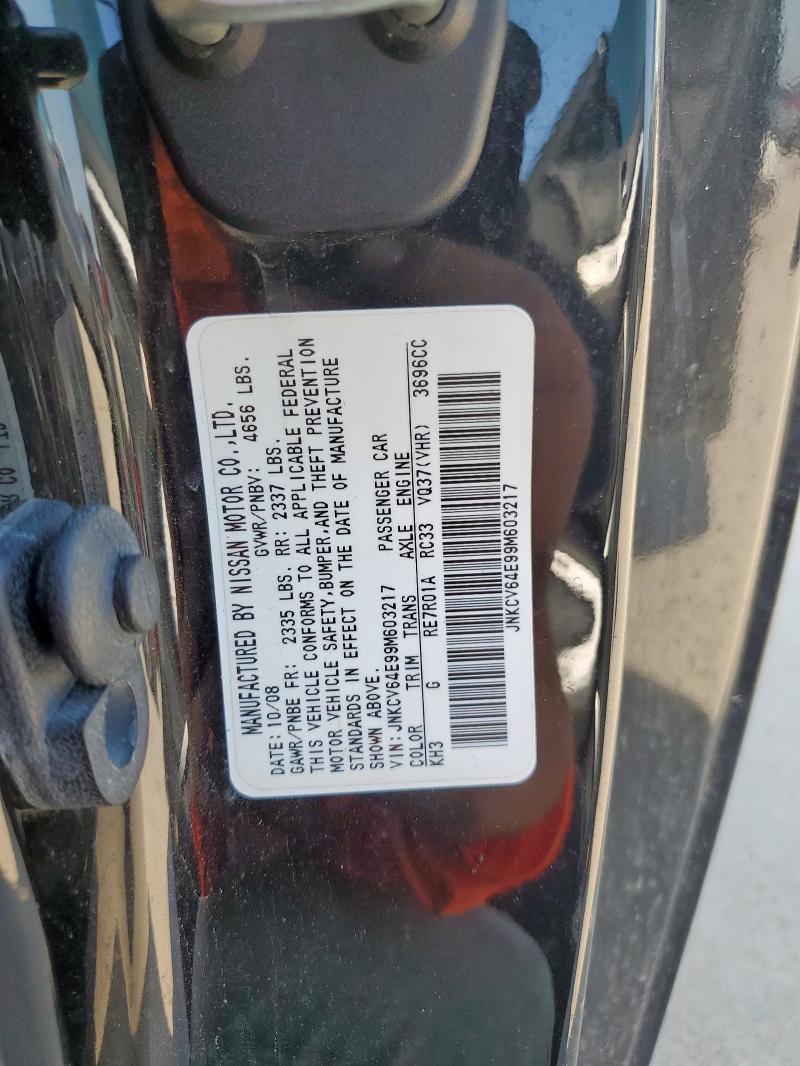 MANUFACTURED BY NISSAN MOTOR CO.,LTD.
DATE: 10/08 GVWR/PNBV: 4656 LBS.
GAWR/PNBE FR: 2335 LBS. RR: 2337 LBS.
THIS VEHICLE CONFORMS TO ALL APPLICABLE FEDERAL
MOTOR VEHICLE SAFETY,BUMPER,AND THEFT PREVENTION
STANDARDS IN EFFECT ON THE DATE OF MANUFACTURE
SHOWN ABOVE.
VIN: JNKCV64E99M603217 PASSENGER CAR
COLOR TRIM TRANS AXLE ENGINE
KH3 G RE7R01A RC33 VQ37(VHR) 3696CC
JNKCV64E99M603217